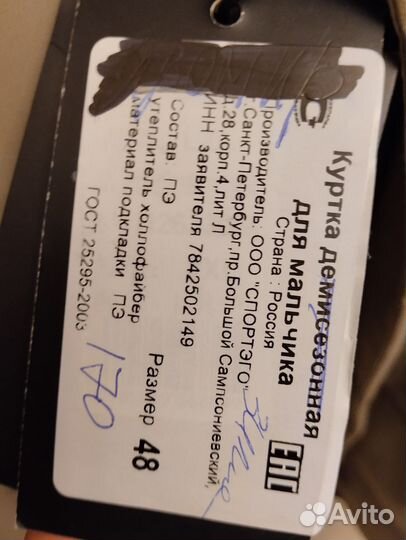 Куртка демисезонная
для мальчика
Страна : Россия
Производитель: ООО "СПОРТЭГО"
г. Санкт-Петербург,пр.Большой Сампсониевский,
д.28,корп.4,лит Л
ИНН заявителя 7842502149
Состав. ПЭ
утеплитель холлофайбер
Материал подкладки ПЭ
ГОСТ 25295-2003
Размер 48
170
ЕАС
Avito